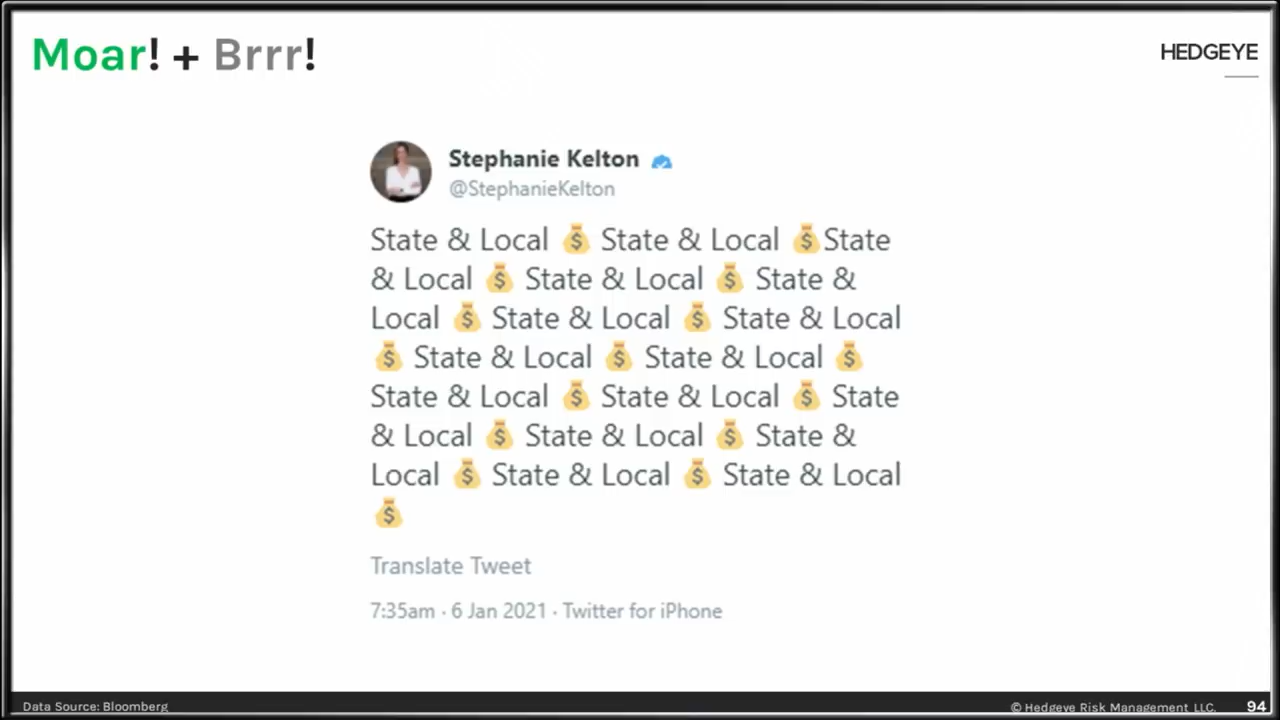 Moar! + Brrr!
HEDGEYE
Stephanie Kelton
@StephanieKelton
State & Local 💰 State & Local 💰State
& Local 💰 State & Local 💰 State &
Local 💰 State & Local 💰 State & Local
💰 State & Local 💰 State & Local 💰
State & Local 💰 State & Local 💰 State
& Local 💰 State & Local 💰 State &
Local 💰 State & Local 💰 State & Local
💰
Translate Tweet
7:35am · 6 Jan 2021 · Twitter for iPhone
Data Source: Bloomberg
© Hedgeye Risk Management LLC.
94